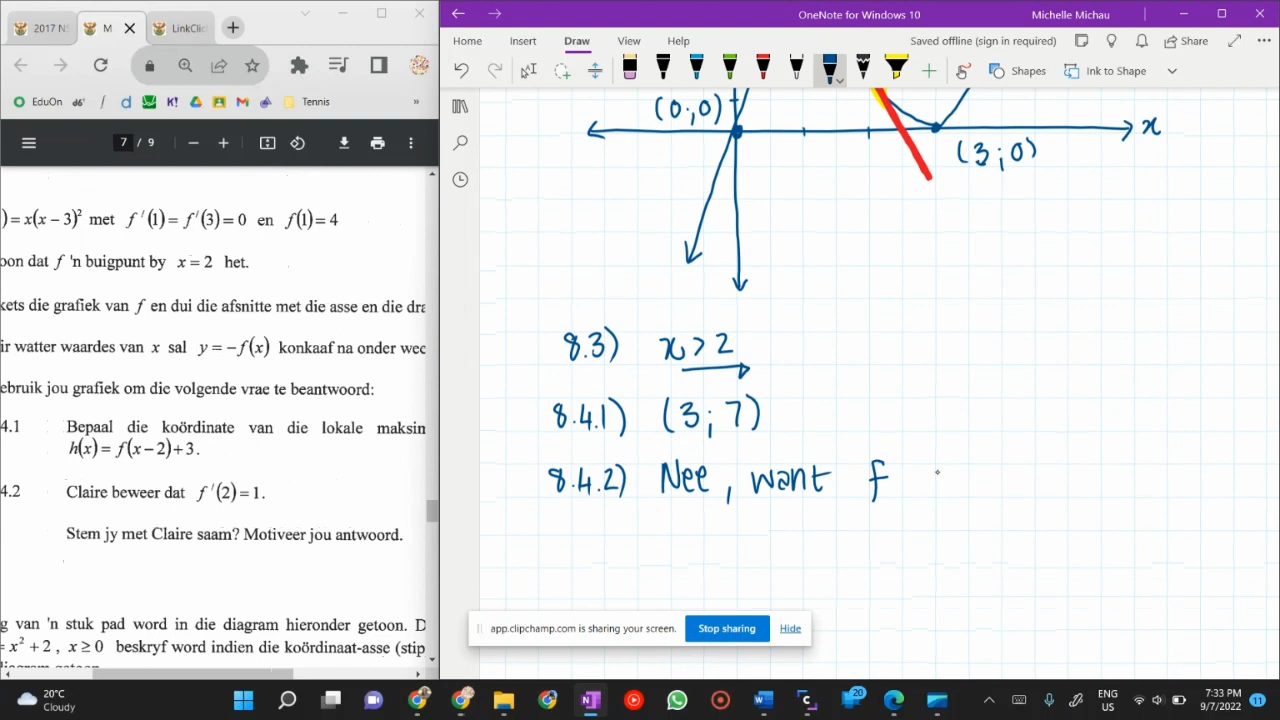 2017 NS
M
LinkClic
EduOn
Tennis
7 / 9
) = x(x − 3)² met f ′(1) = f ′(3) = 0 en f(1) = 4
oon dat f 'n buigpunt by x = 2 het.
kets die grafiek van f en dui die afsnitte met die asse en die dra
ir watter waardes van x sal y = −f(x) konkaaf na onder wee
ebruik jou grafiek om die volgende vrae te beantwoord:
4.1 Bepaal die koördinate van die lokale maksin
h(x) = f(x − 2) + 3.
4.2 Claire beweer dat f ′(2) = 1.
Stem jy met Claire saam? Motiveer jou antwoord.
g van 'n stuk pad word in die diagram hieronder getoon. D
= x² + 2 , x ≥ 0 beskryf word indien die koördinaat-asse (stip
diagram getoon
OneNote for Windows 10
Michelle Michau
Home Insert Draw View Help
Saved offline (sign in required)
Share
Shapes
Ink to Shape
(0;0)
x
(3;0)
8.3) x > 2
8.4.1) (3;7)
8.4.2) Nee, want f
app.clipchamp.com is sharing your screen. Stop sharing Hide
20°C
Cloudy
20
ENG
US
7:33 PM
9/7/2022
11